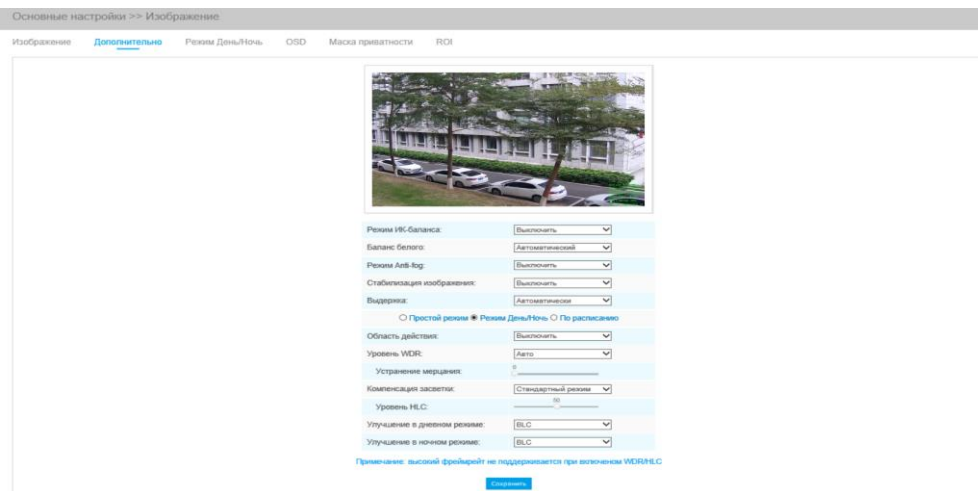 Основные настройки >> Изображение
Изображение Дополнительно Режим День/Ночь OSD Маска приватности ROI
Режим ИК-баланса: Выключить
Баланс белого: Автоматический
Режим Anti-fog: Выключить
Стабилизация изображения: Выключить
Выдержка: Автоматически
Простой режим Режим День/Ночь По расписанию
Область действия: Выключить
Уровень WDR: Авто
Устранение мерцания: 0
Компенсация засветки: Стандартный режим
Уровень HLC: 50
Улучшение в дневном режиме: BLC
Улучшение в ночном режиме: BLC
Примечание: высокий фреймрейт не поддерживается при включеном WDR/HLC
Сохранить